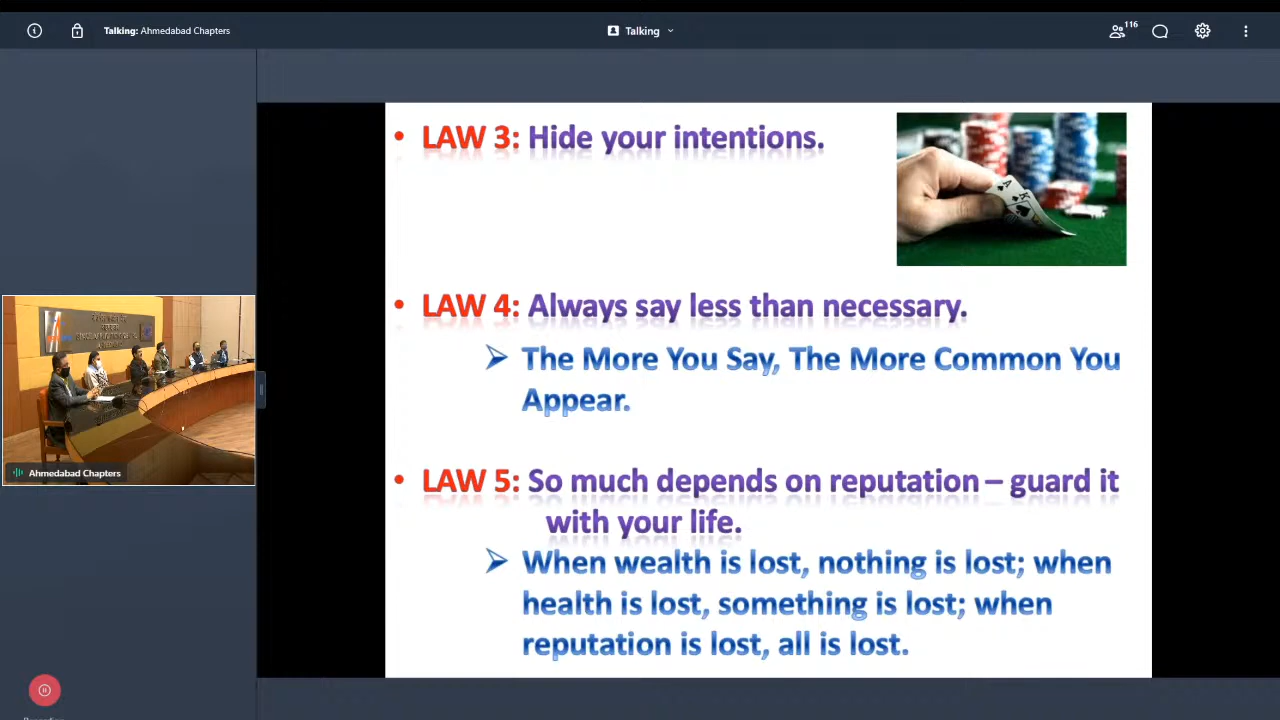 Talking: Ahmedabad Chapters
Talking
116
• LAW 3: Hide your intentions.
A
K
• LAW 4: Always say less than necessary.
➢ The More You Say, The More Common You
Appear.
• LAW 5: So much depends on reputation – guard it
with your life.
➢ When wealth is lost, nothing is lost; when
health is lost, something is lost; when
reputation is lost, all is lost.
Ahmedabad Chapters